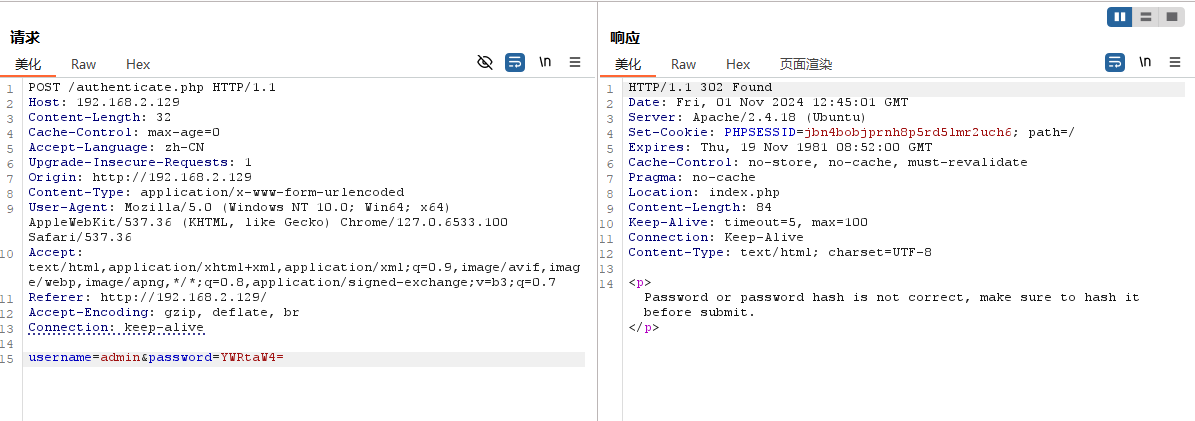 请求
美化 Raw Hex
\n
1 POST /authenticate.php HTTP/1.1
2 Host: 192.168.2.129
3 Content-Length: 32
4 Cache-Control: max-age=0
5 Accept-Language: zh-CN
6 Upgrade-Insecure-Requests: 1
7 Origin: http://192.168.2.129
8 Content-Type: application/x-www-form-urlencoded
9 User-Agent: Mozilla/5.0 (Windows NT 10.0; Win64; x64)
AppleWebKit/537.36 (KHTML, like Gecko) Chrome/127.0.6533.100
Safari/537.36
10 Accept:
text/html,application/xhtml+xml,application/xml;q=0.9,image/avif,imag
e/webp,image/apng,*/*;q=0.8,application/signed-exchange;v=b3;q=0.7
11 Referer: http://192.168.2.129/
12 Accept-Encoding: gzip, deflate, br
13 Connection: keep-alive
14
15 username=admin&password=YWRtaW4=
响应
美化 Raw Hex 页面渲染
\n
1 HTTP/1.1 302 Found
2 Date: Fri, 01 Nov 2024 12:45:01 GMT
3 Server: Apache/2.4.18 (Ubuntu)
4 Set-Cookie: PHPSESSID=jbn4bobjprnh8p5rd5lmr2uch6; path=/
5 Expires: Thu, 19 Nov 1981 08:52:00 GMT
6 Cache-Control: no-store, no-cache, must-revalidate
7 Pragma: no-cache
8 Location: index.php
9 Content-Length: 84
10 Keep-Alive: timeout=5, max=100
11 Connection: Keep-Alive
12 Content-Type: text/html; charset=UTF-8
13
14 <p>
Password or password hash is not correct, make sure to hash it
before submit.
</p>